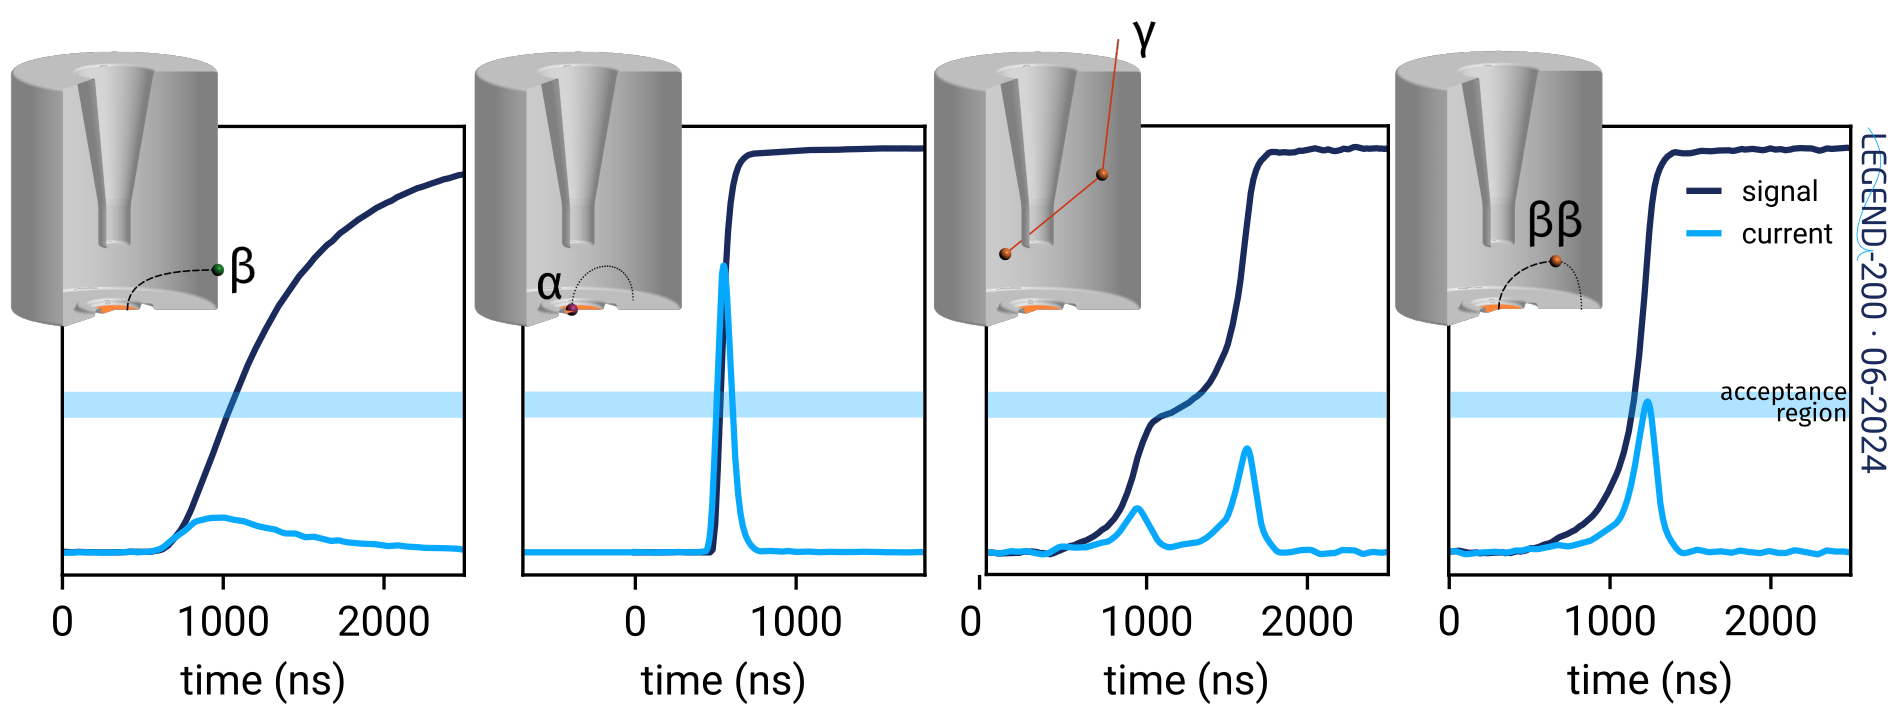 β
α
γ
ββ
signal
current
acceptance
region
LEGEND-200 · 06-2024
0 1000 2000
0 1000
0 1000 2000
0 1000 2000
time (ns)
time (ns)
time (ns)
time (ns)